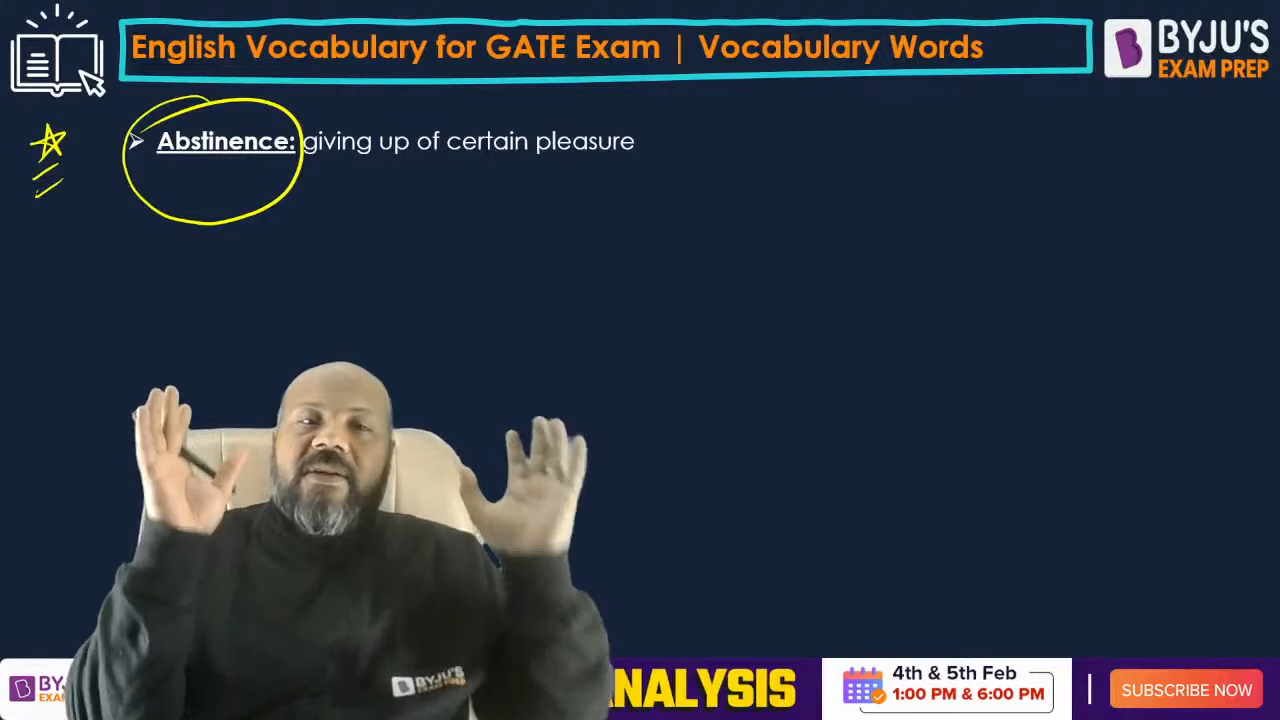 English Vocabulary for GATE Exam | Vocabulary Words
BYJU'S
EXAM PREP
Abstinence: giving up of certain pleasure
BYJU'S
EXAM PREP
ANALYSIS
4th & 5th Feb
1:00 PM & 6:00 PM
SUBSCRIBE NOW